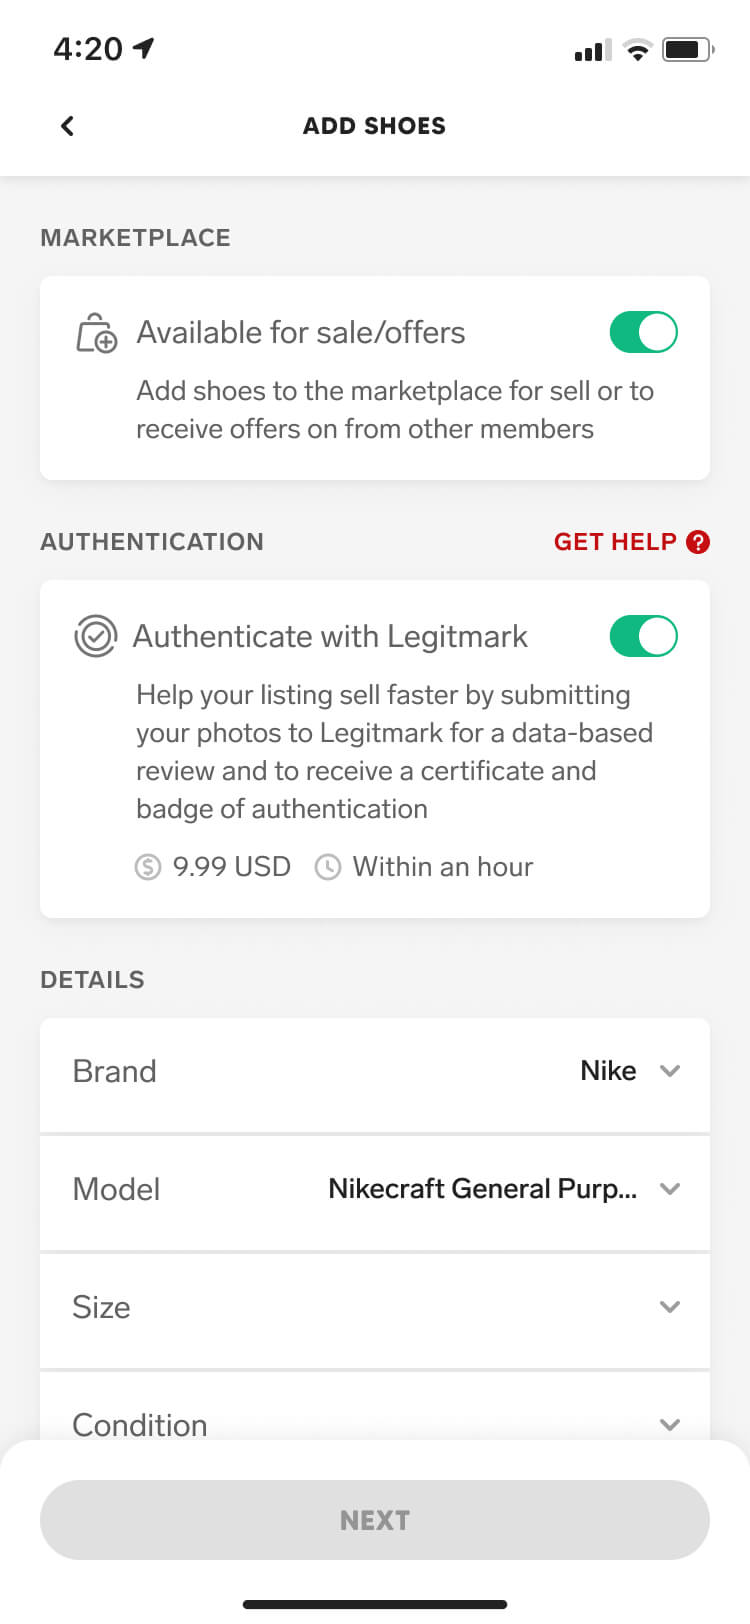 4:20
ADD SHOES
MARKETPLACE
Available for sale/offers
Add shoes to the marketplace for sell or to
receive offers on from other members
AUTHENTICATION
GET HELP ?
Authenticate with Legitmark
Help your listing sell faster by submitting
your photos to Legitmark for a data-based
review and to receive a certificate and
badge of authentication
$ 9.99 USD Within an hour
DETAILS
Brand Nike
Model Nikecraft General Purp...
Size
Condition
NEXT